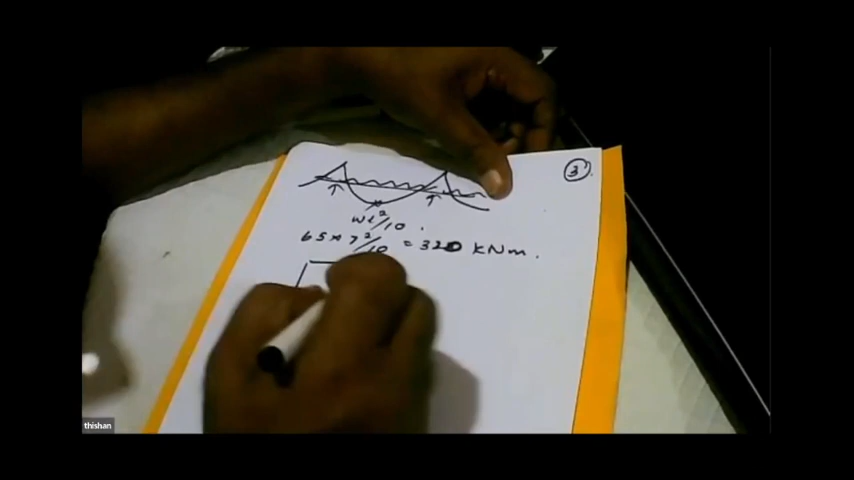 3
wl²/10 .
65×7²/10 = 320 KNm .
thishan